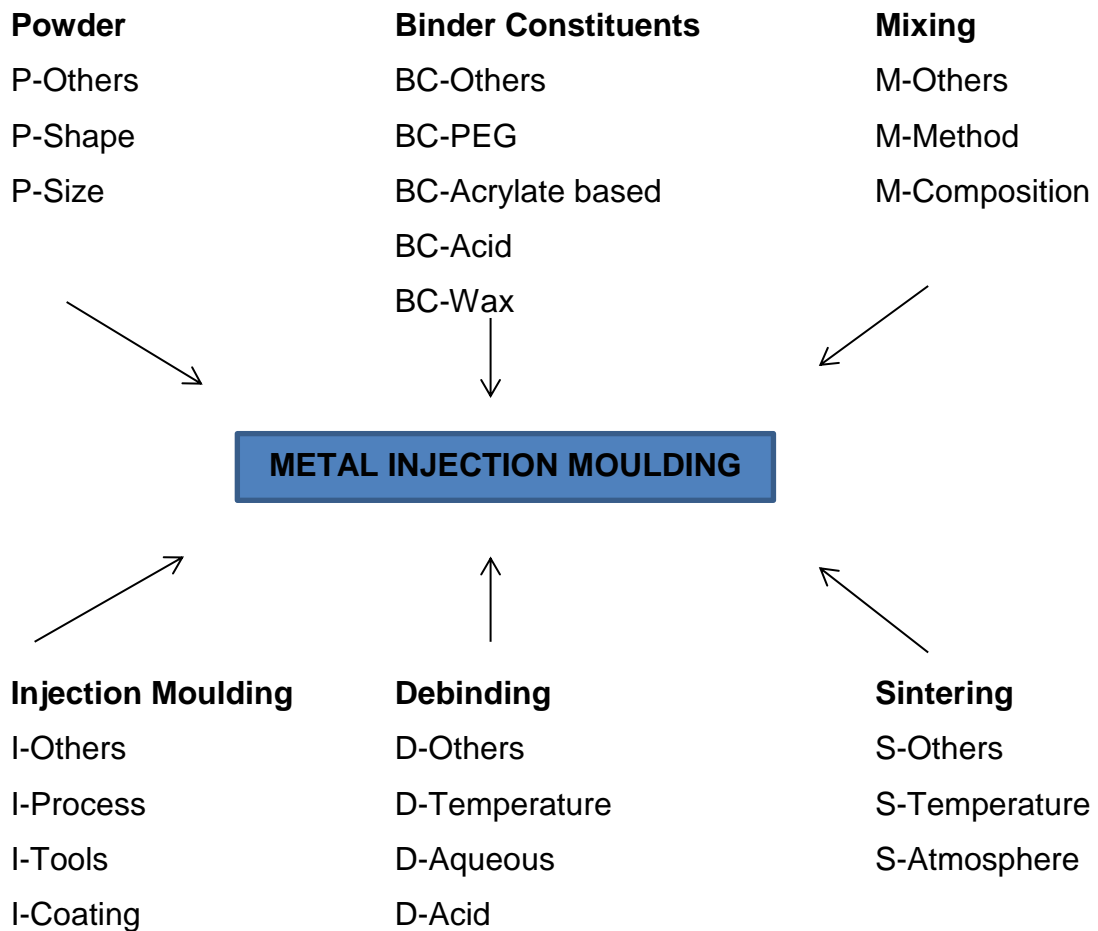 Powder
P-Others
P-Shape
P-Size
Binder Constituents
BC-Others
BC-PEG
BC-Acrylate based
BC-Acid
BC-Wax
Mixing
M-Others
M-Method
M-Composition
METAL INJECTION MOULDING
Injection Moulding
I-Others
I-Process
I-Tools
I-Coating
Debinding
D-Others
D-Temperature
D-Aqueous
D-Acid
Sintering
S-Others
S-Temperature
S-Atmosphere